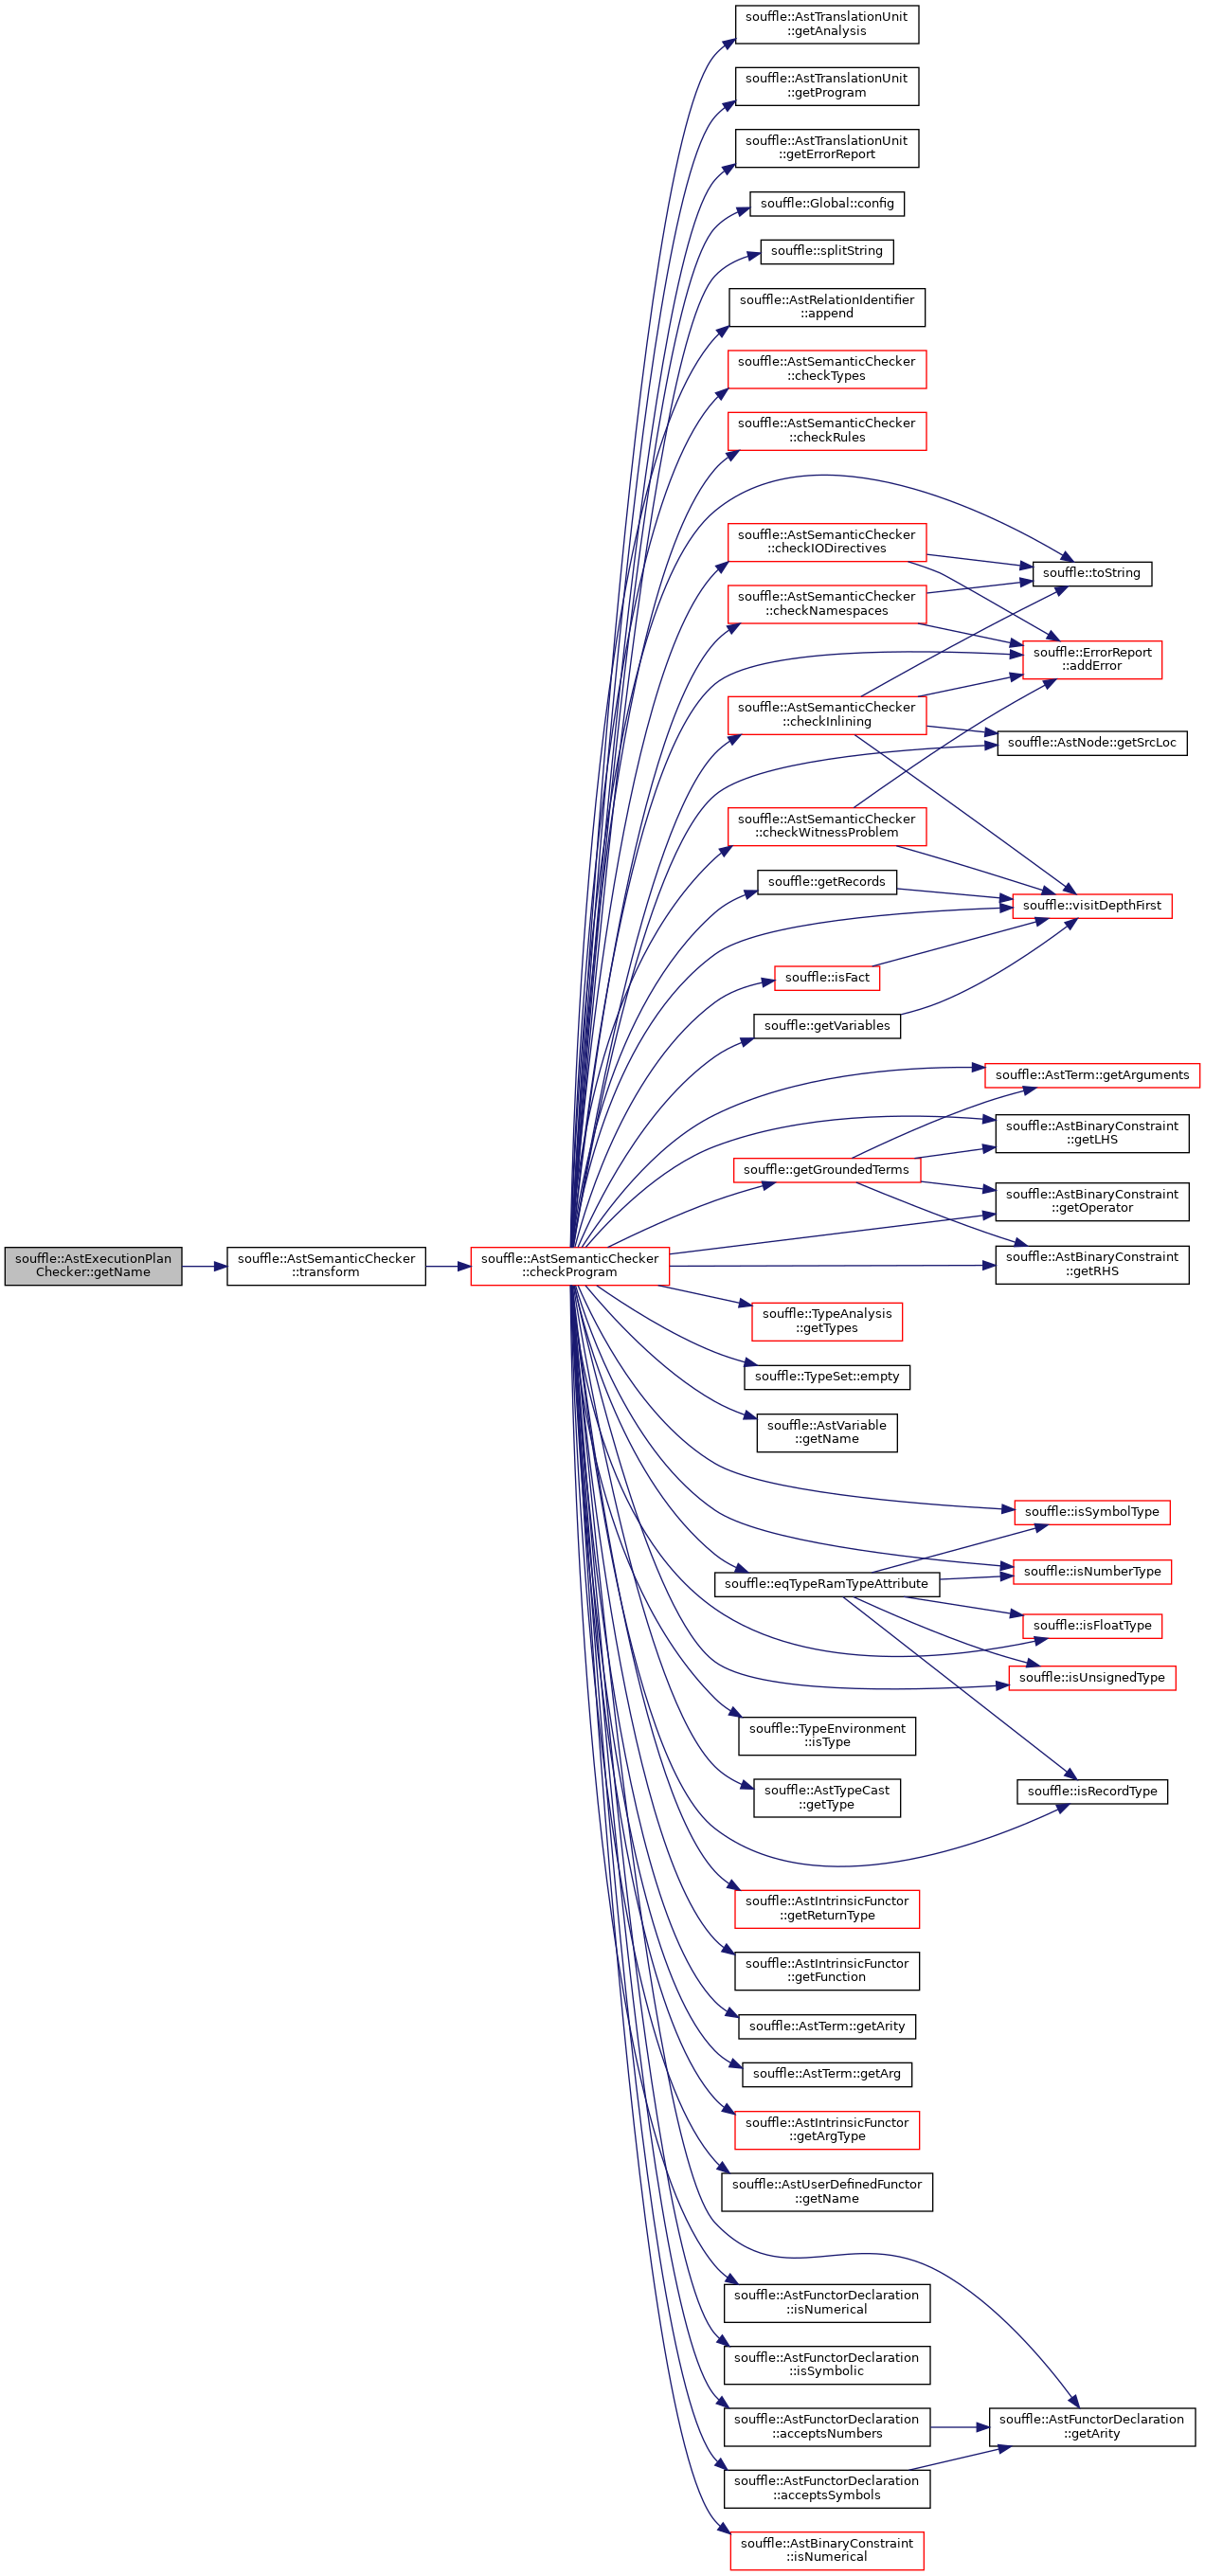 souffle::AstTranslationUnit
::getAnalysis
souffle::AstTranslationUnit
::getProgram
souffle::AstTranslationUnit
::getErrorReport
souffle::Global::config
souffle::splitString
souffle::AstRelationIdentifier
::append
souffle::AstSemanticChecker
::checkTypes
souffle::AstSemanticChecker
::checkRules
souffle::AstSemanticChecker
::checkIODirectives
souffle::toString
souffle::AstSemanticChecker
::checkNamespaces
souffle::ErrorReport
::addError
souffle::AstSemanticChecker
::checkInlining
souffle::AstNode::getSrcLoc
souffle::AstSemanticChecker
::checkWitnessProblem
souffle::getRecords
souffle::visitDepthFirst
souffle::isFact
souffle::getVariables
souffle::AstTerm::getArguments
souffle::AstBinaryConstraint
::getLHS
souffle::getGroundedTerms
souffle::AstBinaryConstraint
::getOperator
souffle::AstExecutionPlan
Checker::getName
souffle::AstSemanticChecker
::transform
souffle::AstSemanticChecker
::checkProgram
souffle::AstBinaryConstraint
::getRHS
souffle::TypeAnalysis
::getTypes
souffle::TypeSet::empty
souffle::AstVariable
::getName
souffle::isSymbolType
souffle::isNumberType
souffle::eqTypeRamTypeAttribute
souffle::isFloatType
souffle::isUnsignedType
souffle::TypeEnvironment
::isType
souffle::AstTypeCast
::getType
souffle::isRecordType
souffle::AstIntrinsicFunctor
::getReturnType
souffle::AstIntrinsicFunctor
::getFunction
souffle::AstTerm::getArity
souffle::AstTerm::getArg
souffle::AstIntrinsicFunctor
::getArgType
souffle::AstUserDefinedFunctor
::getName
souffle::AstFunctorDeclaration
::isNumerical
souffle::AstFunctorDeclaration
::isSymbolic
souffle::AstFunctorDeclaration
::acceptsNumbers
souffle::AstFunctorDeclaration
::getArity
souffle::AstFunctorDeclaration
::acceptsSymbols
souffle::AstBinaryConstraint
::isNumerical